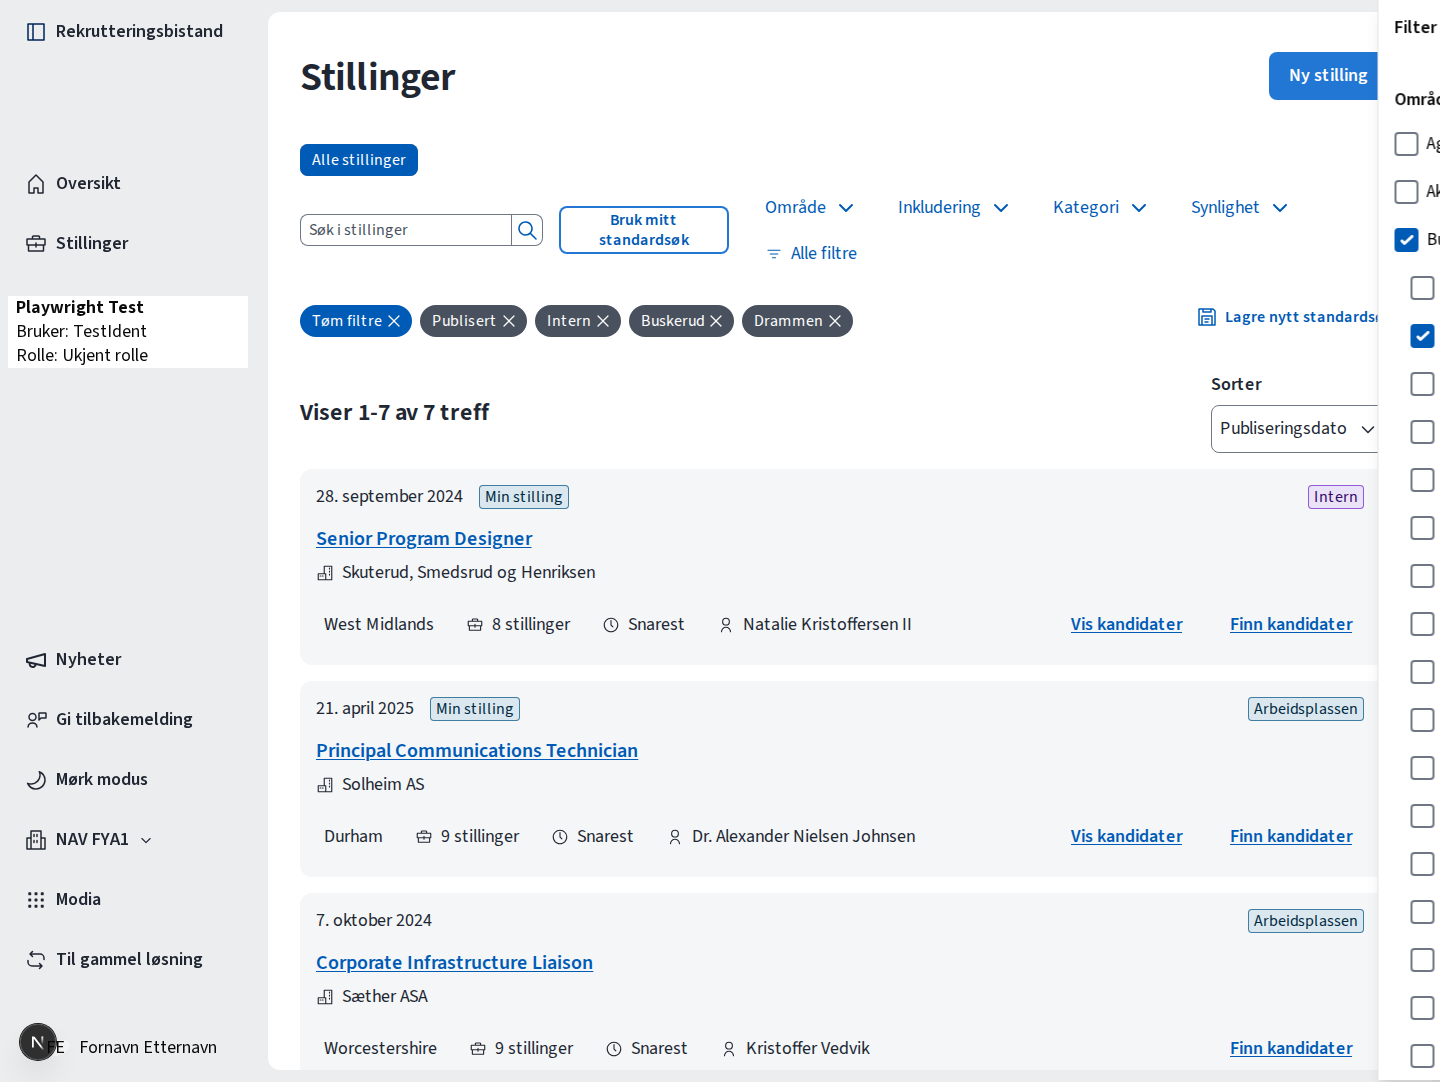 Rekrutteringsbistand
Oversikt
Stillinger
Playwright Test
Bruker: TestIdent
Rolle: Ukjent rolle
Nyheter
Gi tilbakemelding
Mørk modus
NAV FYA1
Modia
Til gammel løsning
N
FE Fornavn Etternavn
Stillinger
Ny stilling
Alle stillinger
Søk i stillinger
Bruk mitt
standardsøk
Område
Inkludering
Kategori
Synlighet
Alle filtre
Tøm filtre
Publisert
Intern
Buskerud
Drammen
Lagre nytt
Viser 1-7 av 7 treff
Sorter
Publiseringsdato
28. september 2024 Min stilling Intern
Senior Program Designer
Skuterud, Smedsrud og Henriksen
West Midlands 8 stillinger Snarest Natalie Kristoffersen II Vis kandidater Finn kandidater
21. april 2025 Min stilling Arbeidsplassen
Principal Communications Technician
Solheim AS
Durham 9 stillinger Snarest Dr. Alexander Nielsen Johnsen Vis kandidater Finn kandidater
7. oktober 2024 Arbeidsplassen
Corporate Infrastructure Liaison
Sæther ASA
Worcestershire 9 stillinger Snarest Kristoffer Vedvik Finn kandidater
Filter